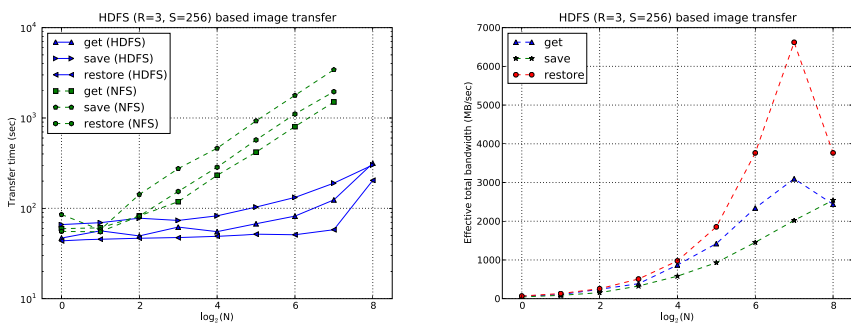 HDFS (R=3, S=256) based image transfer
10^4
10^3
10^2
10^1
Transfer time (sec)
get (HDFS)
save (HDFS)
restore (HDFS)
get (NFS)
save (NFS)
restore (NFS)
0 2 4 6 8
log_2(N)
HDFS (R=3, S=256) based image transfer
7000
6000
5000
4000
3000
2000
1000
0
Effective total bandwidth (MB/sec)
get
save
restore
0 2 4 6 8
log_2(N)